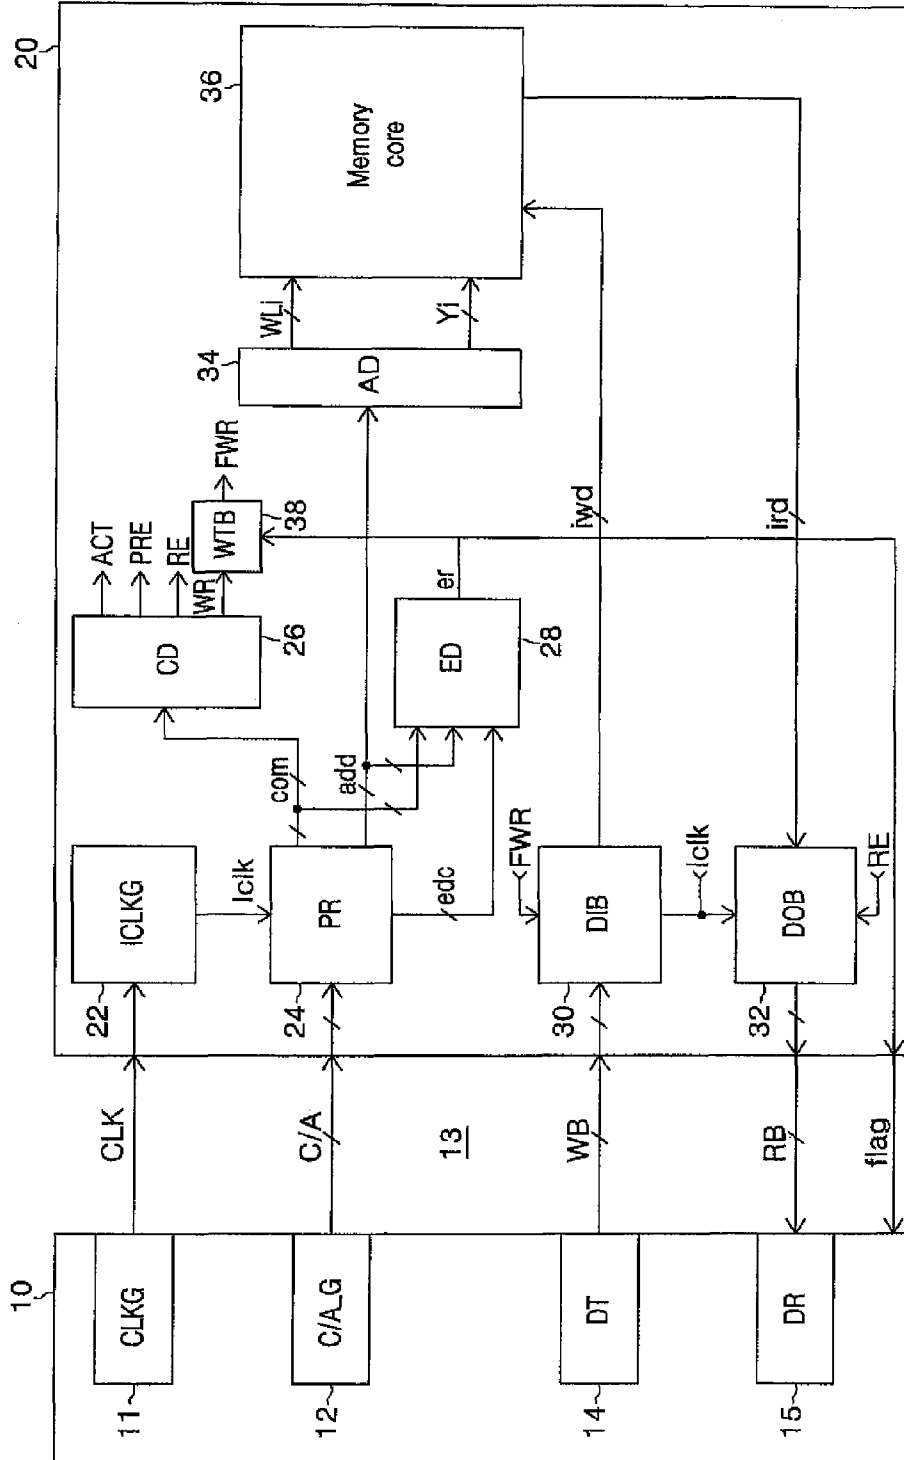 10
20
11
CLKG
CLK
22
ICLKG
Iclk
CD
26
ACT
PRE
RE
WR
WTB
38
FWR
34
AD
WLi
Yi
36
Memory
core
12
C/A_G
C/A
24
PR
com
add
edc
ED
28
er
13
14
DT
WB
30
DIB
FWR
iwd
Iclk
15
DR
RB
32
DOB
RE
ird
flag